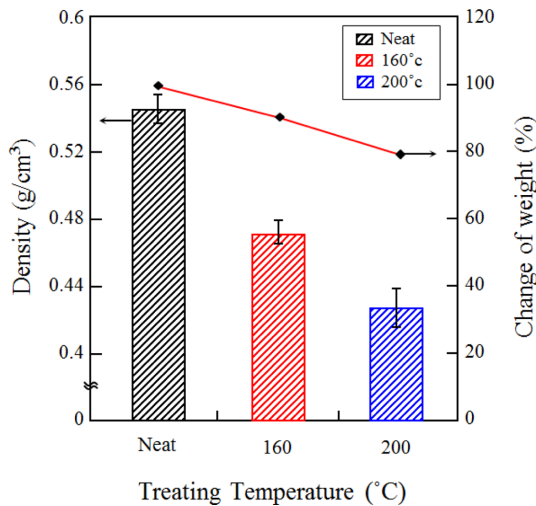 0.6
0.56
0.52
0.48
0.44
0.4
0
Density (g/cm³)
120
100
80
60
40
20
0
Change of weight (%)
Neat
160˚c
200˚c
Neat 160 200
Treating Temperature (˚C)